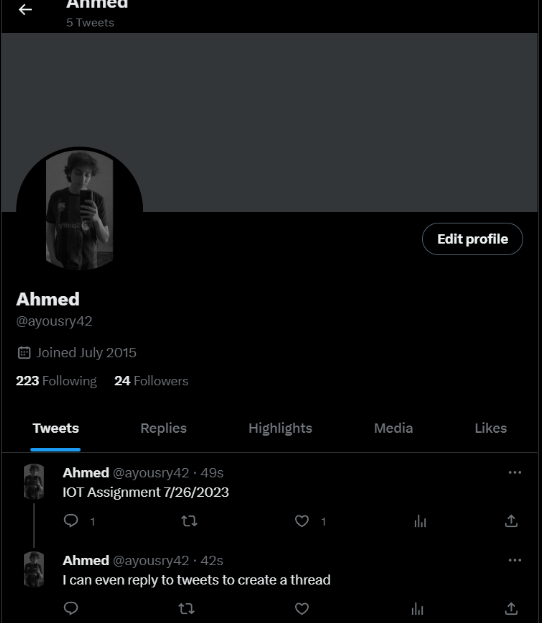 Ahmed
5 Tweets
Edit profile
Ahmed
@ayousry42
Joined July 2015
223 Following 24 Followers
Tweets Replies Highlights Media Likes
Ahmed @ayousry42 · 49s
IOT Assignment 7/26/2023
1 1
Ahmed @ayousry42 · 42s
I can even reply to tweets to create a thread